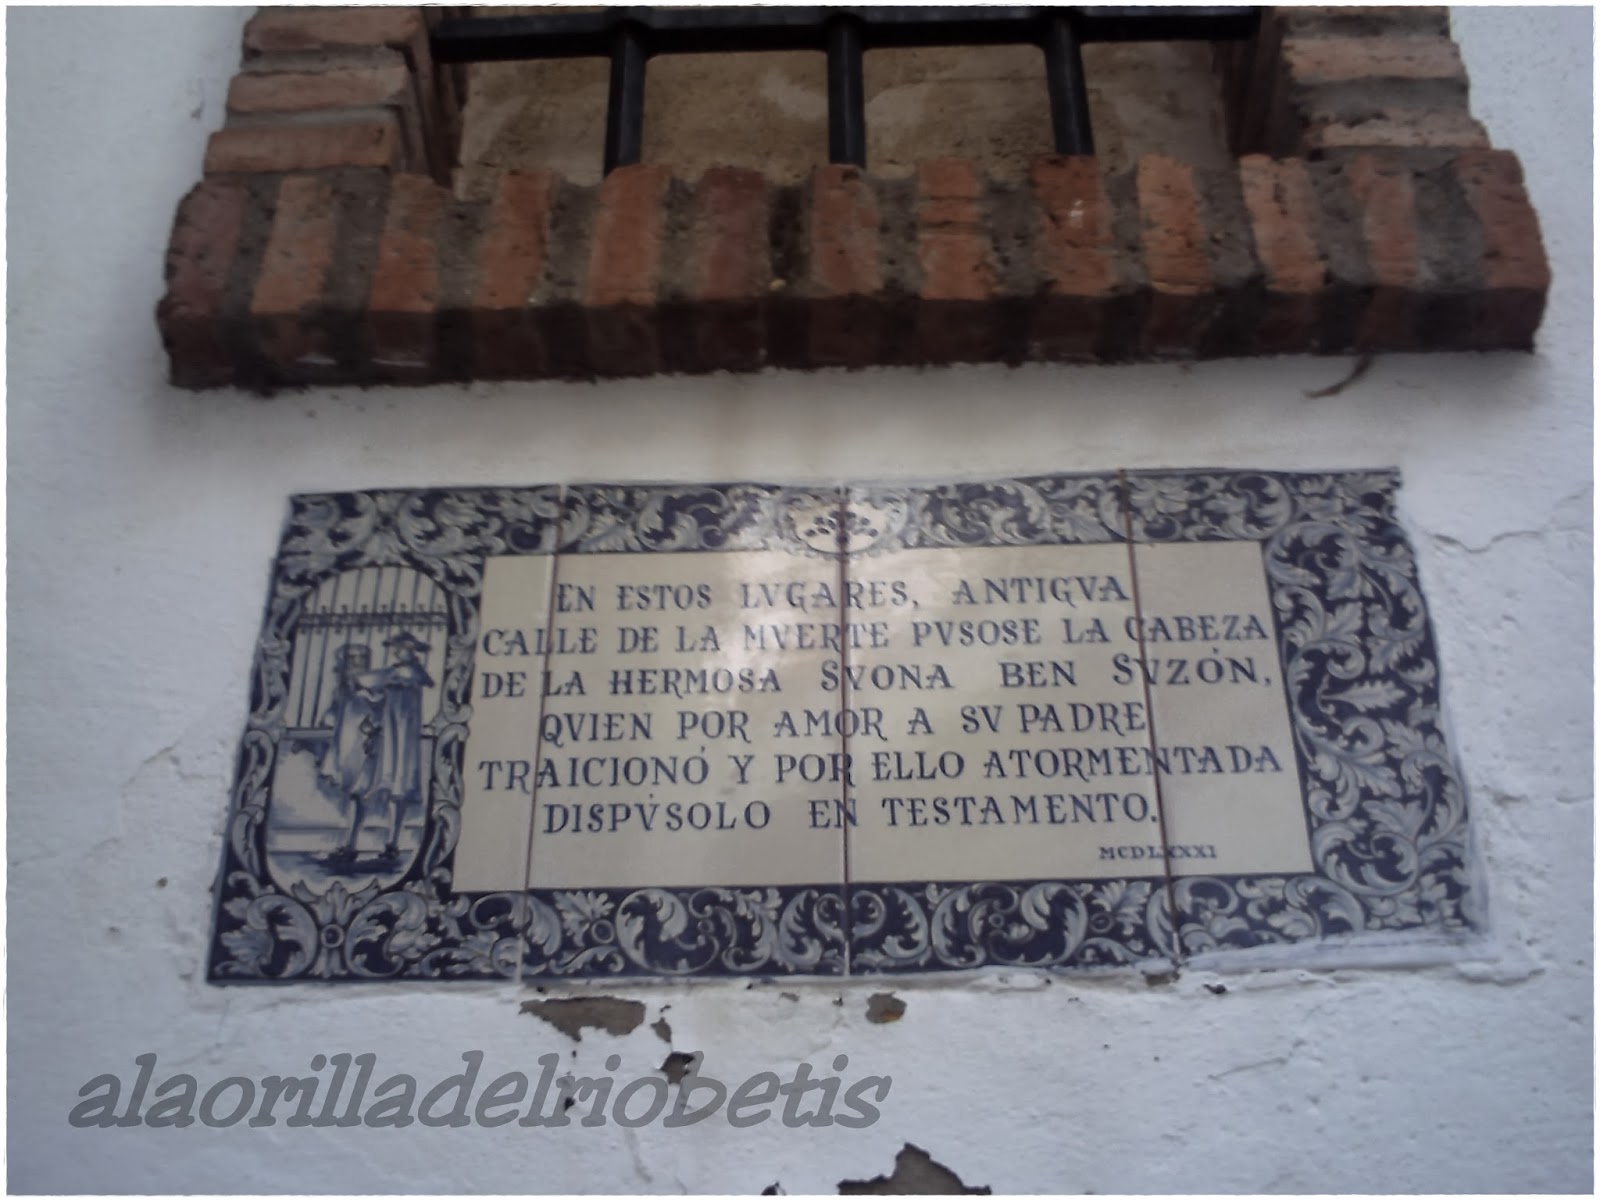 EN ESTOS LVGARES, ANTIGVA
CALLE DE LA MVERTE PVSOSE LA CABEZA
DE LA HERMOSA SVONA BEN SVZÓN,
QVIEN POR AMOR A SV PADRE
TRAICIONÓ Y POR ELLO ATORMENTADA
DISPÚSOLO EN TESTAMENTO.
MCDLXXXI
alaorilladelriobetis